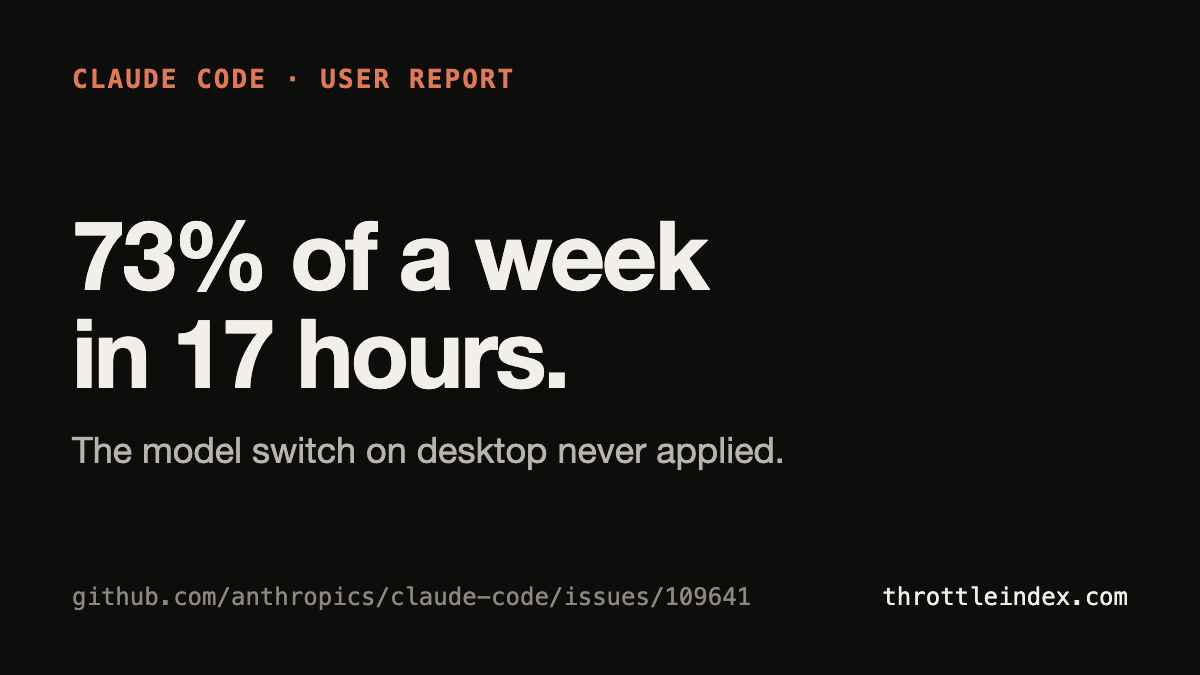 CLAUDE CODE · USER REPORT
73% of a week
in 17 hours.
The model switch on desktop never applied.
github.com/anthropics/claude-code/issues/109641
throttleindex.com